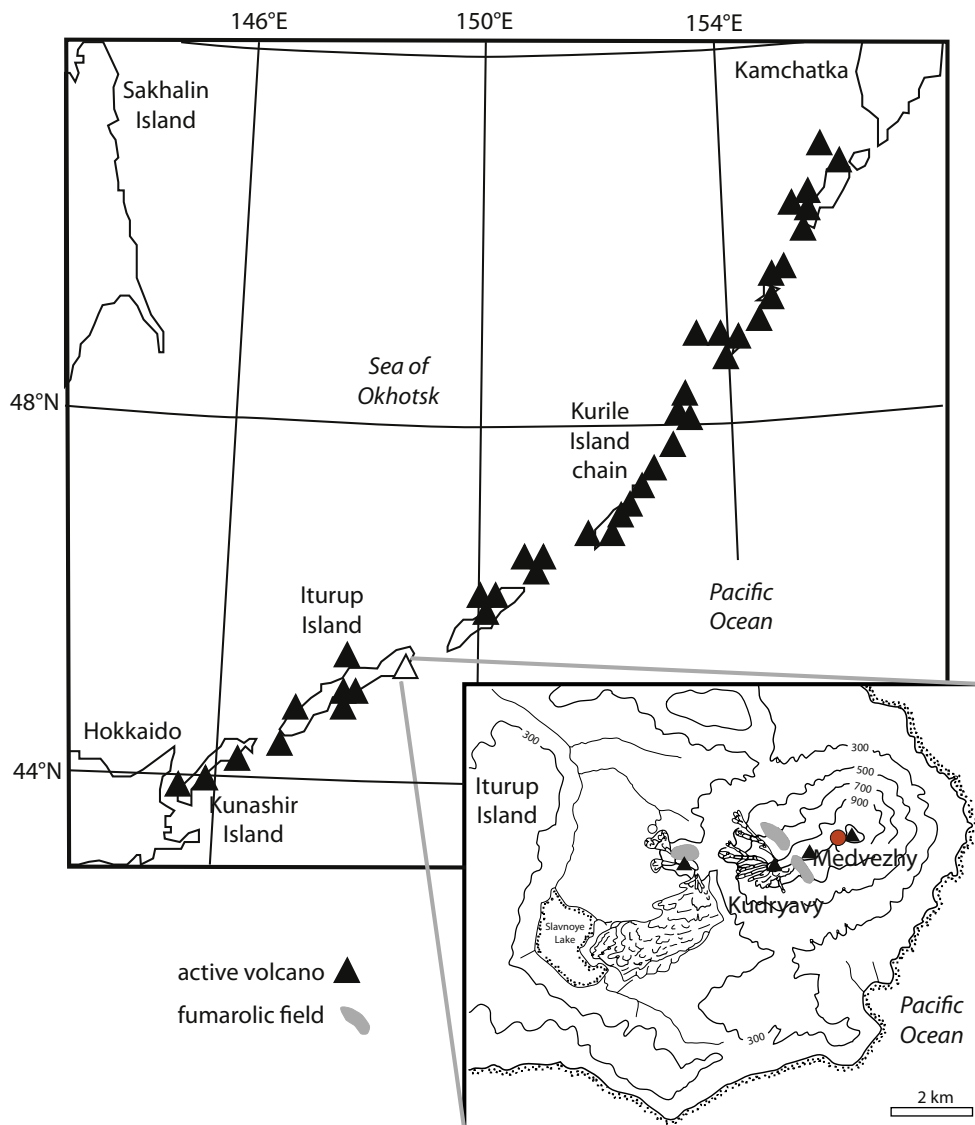 146°E
150°E
154°E
Sakhalin
Island
Kamchatka
Sea of
Okhotsk
48°N
Kurile
Island
chain
Pacific
Ocean
Iturup
Island
Hokkaido
44°N
Kunashir
Island
active volcano
fumarolic field
300
Iturup
Island
300
500
700
900
Medvezhy
Kudryavy
Slavnoye
Lake
300
Pacific
Ocean
2 km